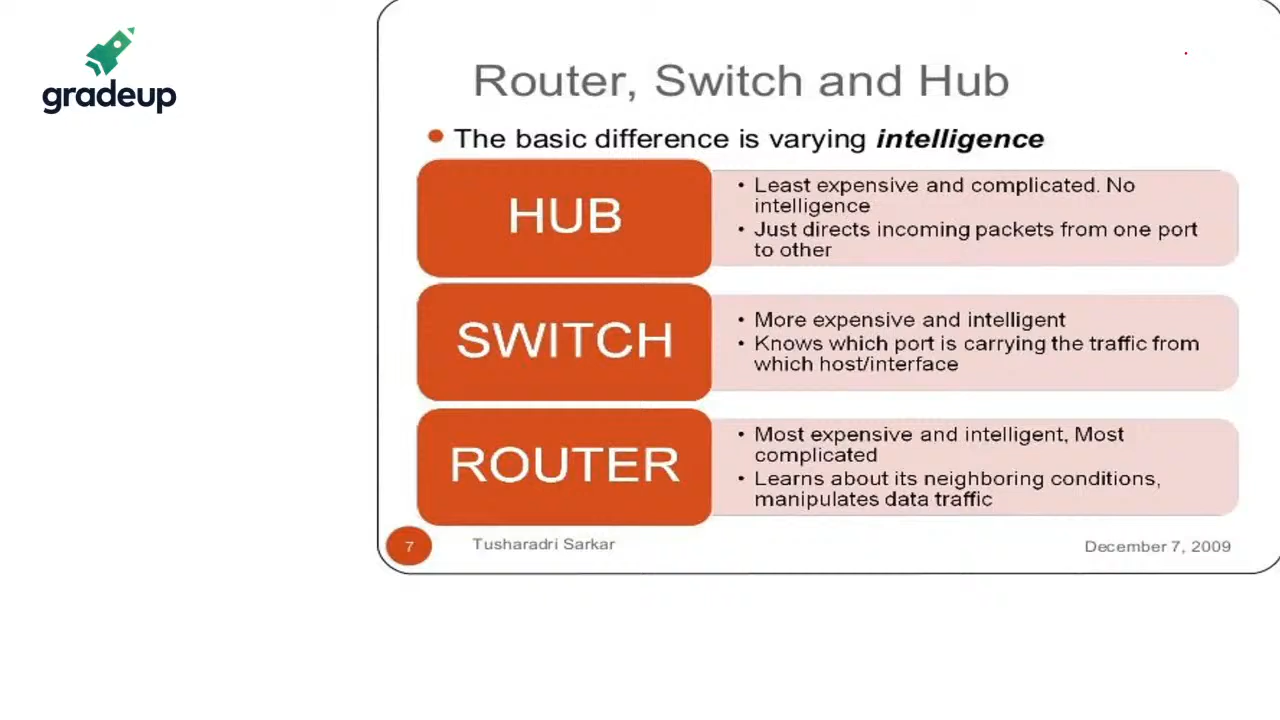 gradeup
Router, Switch and Hub
The basic difference is varying intelligence
HUB
• Least expensive and complicated. No
intelligence
• Just directs incoming packets from one port
to other
SWITCH
• More expensive and intelligent
• Knows which port is carrying the traffic from
which host/interface
ROUTER
• Most expensive and intelligent, Most
complicated
• Learns about its neighboring conditions,
manipulates data traffic
7
Tusharadri Sarkar
December 7, 2009